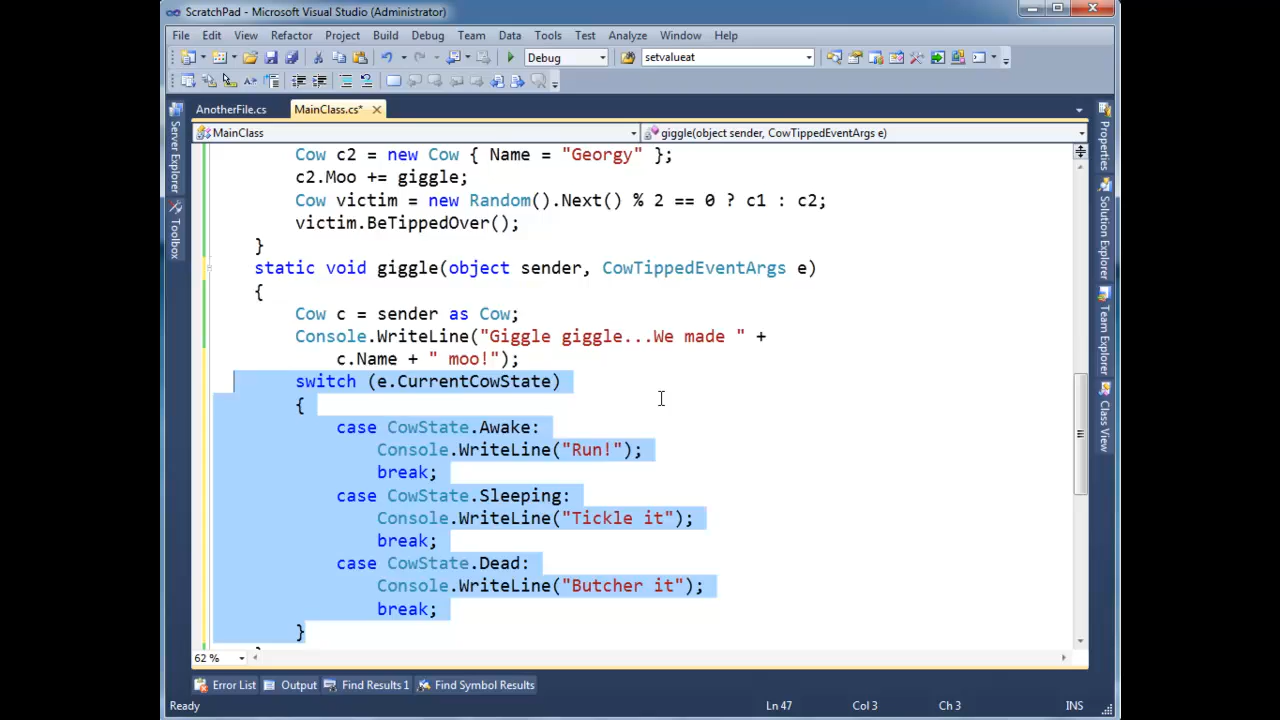 ScratchPad - Microsoft Visual Studio (Administrator)
File Edit View Refactor Project Build Debug Team Data Tools Test Analyze Window Help
Debug setvalueat
AnotherFile.cs MainClass.cs*
MainClass giggle(object sender, CowTippedEventArgs e)
Server Explorer
Toolbox
Cow c2 = new Cow { Name = "Georgy" };
c2.Moo += giggle;
Cow victim = new Random().Next() % 2 == 0 ? c1 : c2;
victim.BeTippedOver();
}
static void giggle(object sender, CowTippedEventArgs e)
{
Cow c = sender as Cow;
Console.WriteLine("Giggle giggle...We made " +
c.Name + " moo!");
switch (e.CurrentCowState)
{
case CowState.Awake:
Console.WriteLine("Run!");
break;
case CowState.Sleeping:
Console.WriteLine("Tickle it");
break;
case CowState.Dead:
Console.WriteLine("Butcher it");
break;
}
Properties
Solution Explorer
Team Explorer
Class View
62 %
Error List Output Find Results 1 Find Symbol Results
Ready Ln 47 Col 3 Ch 3 INS